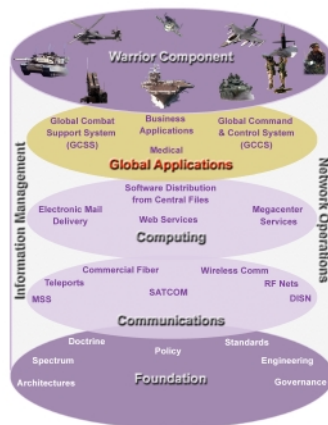 Warrior Component
Global Combat
Support System
(GCSS)
Business
Applications
Medical
Global Command
& Control System
(GCCS)
Global Applications
Software Distribution
from Central Files
Electronic Mail
Delivery
Web Services
Megacenter
Services
Computing
Commercial Fiber
Wireless Comm
Teleports
RF Nets
MSS
SATCOM
DISN
Communications
Doctrine
Policy
Standards
Spectrum
Engineering
Architectures
Governance
Foundation
Information Management
Network Operations